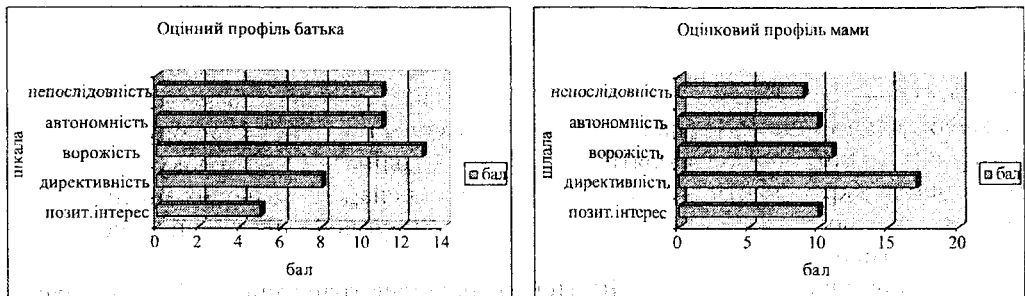 Оцінний профіль батька
шкала
непослідовність
автономність
ворожість
директивність
позит.інтерес
0 2 4 6 8 10 12 14
бал
бал
Оцінковий профіль мами
шлала
непослідовність
автономність
ворожість
директивність
позит.інтерес
0 5 10 15 20
бал
бал